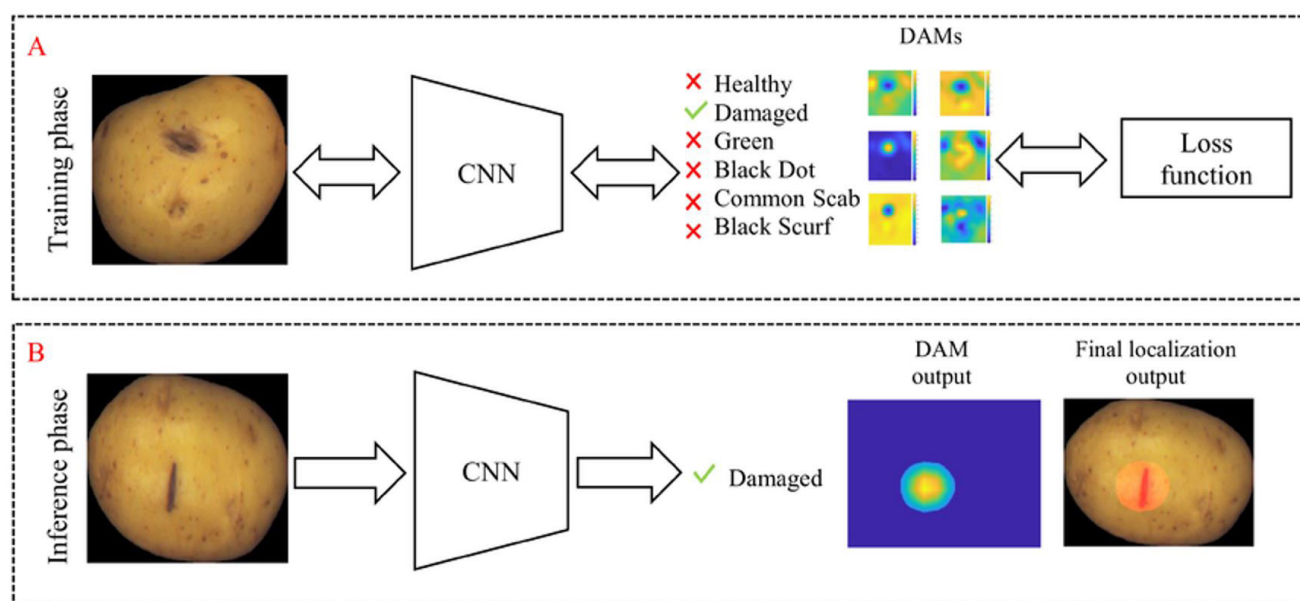 A
Training phase
CNN
Healthy
Damaged
Green
Black Dot
Common Scab
Black Scurf
DAMs
Loss
function
B
Inference phase
CNN
Damaged
DAM
output
Final localization
output